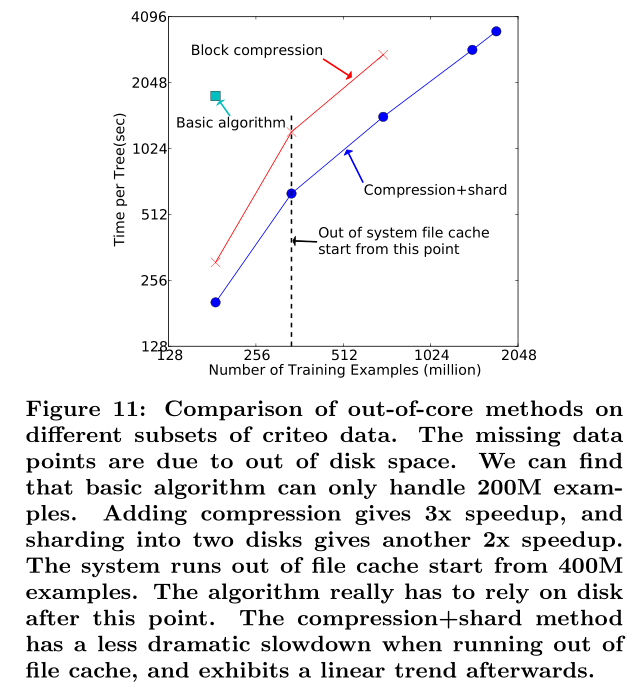 4096
Block compression
2048
Basic algorithm
1024
Time per Tree(sec)
Compression+shard
512
Out of system file cache
start from this point
256
128
128 256 512 1024 2048
Number of Training Examples (million)
Figure 11: Comparison of out-of-core methods on
different subsets of criteo data. The missing data
points are due to out of disk space. We can find
that basic algorithm can only handle 200M exam-
ples. Adding compression gives 3x speedup, and
sharding into two disks gives another 2x speedup.
The system runs out of file cache start from 400M
examples. The algorithm really has to rely on disk
after this point. The compression+shard method
has a less dramatic slowdown when running out of
file cache, and exhibits a linear trend afterwards.